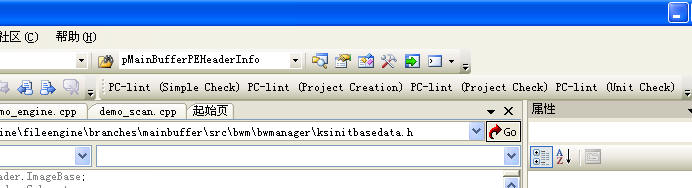 社区(C) 帮助(H)
pMainBufferPEHeaderInfo
PC-lint (Simple Check) PC-lint (Project Creation) PC-lint (Project Check) PC-lint (Unit Check)
mo_engine.cpp demo_scan.cpp 起始页
属性
ine\fileengine\branches\mainbuffer\src\bwm\bwmanager\ksinitbasedata.h Go
ader.ImageBase;